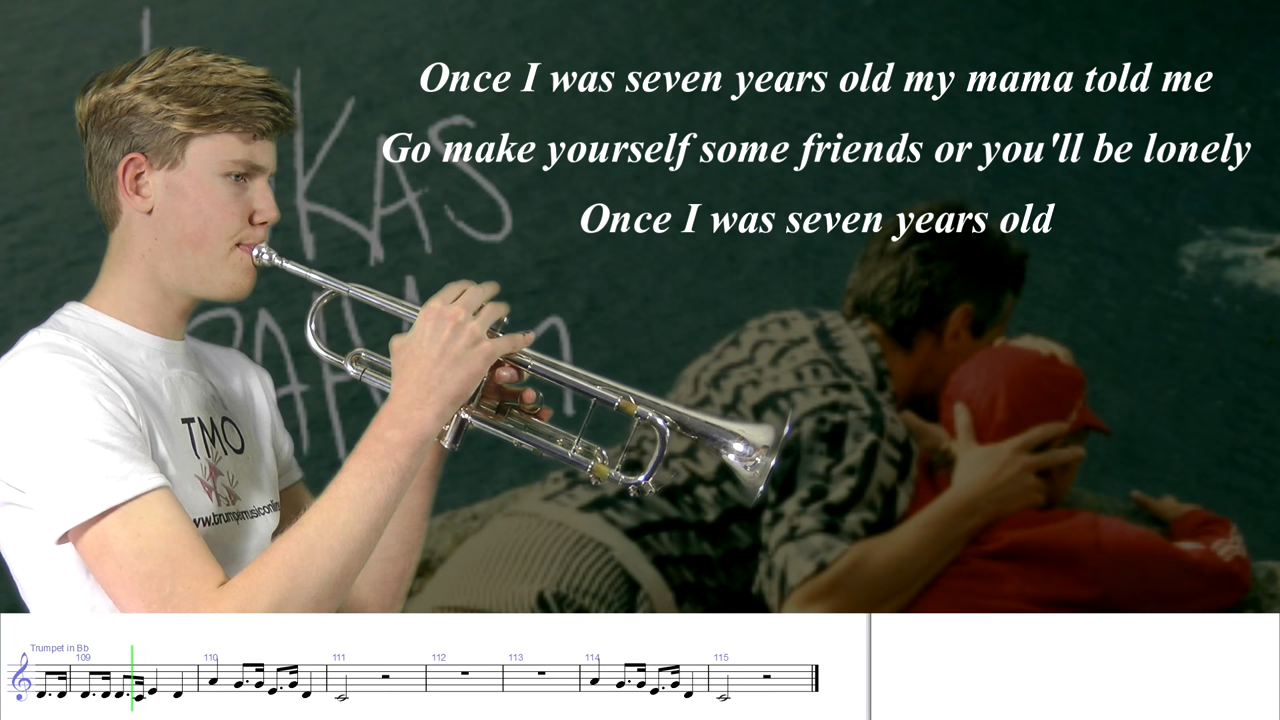 Once I was seven years old my mama told me
Go make yourself some friends or you'll be lonely
Once I was seven years old
KAS
TMO
Trumpet in Bb
109
110
111
112
113
114
115